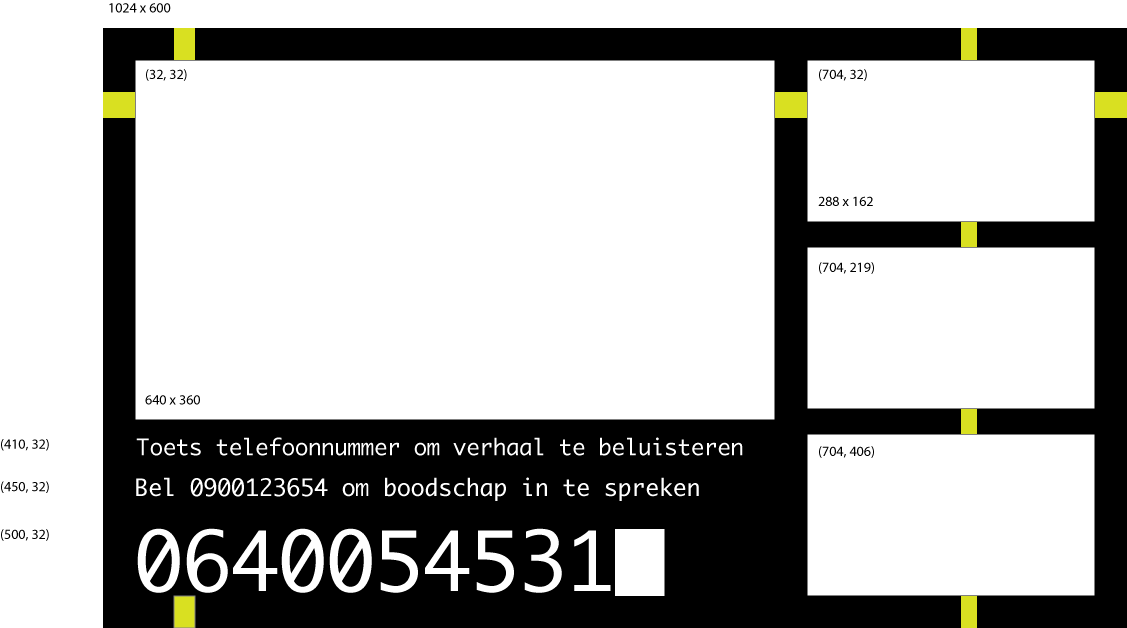 1024 x 600
(32, 32)
(704, 32)
288 x 162
(704, 219)
640 x 360
(410, 32)
Toets telefoonnummer om verhaal te beluisteren
(704, 406)
(450, 32)
Bel 0900123654 om boodschap in te spreken
(500, 32)
0640054531